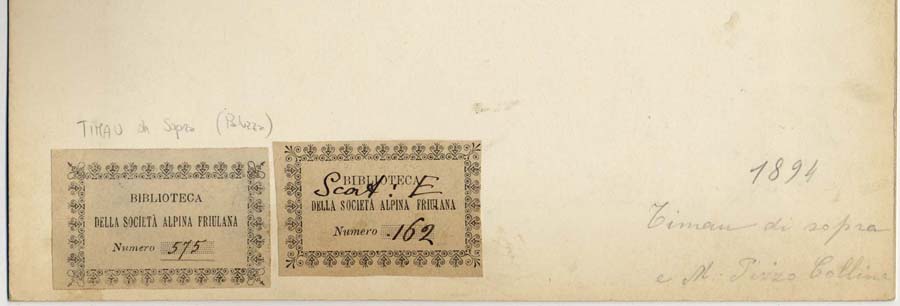 TIMAU di Sopra (Paluzza)
BIBLIOTECA
DELLA SOCIETÀ ALPINA FRIULANA
Numero 575
BIBLIOTECA
Scat: E
DELLA SOCIETÀ ALPINA FRIULANA
Numero 162
1894
Timau di sopra
e M. Pizzo Collina